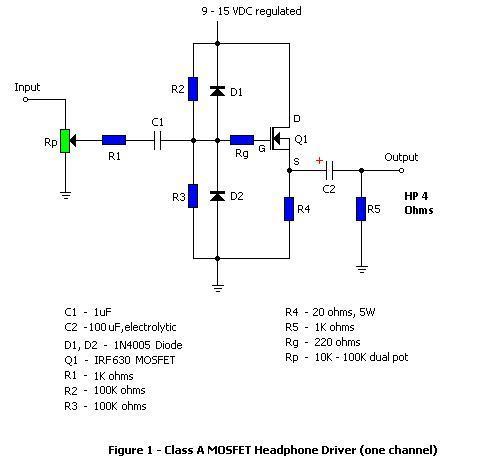 9 - 15 VDC regulated
Input
R2
D1
C1
D
Q1
Rp
R1
Rg
G
S
+
Output
C2
R3
D2
R4
R5
HP 4
Ohms
C1 - 1uF
C2 -100 uF,electrolytic
D1, D2 - 1N4005 Diode
Q1 - IRF630 MOSFET
R1 - 1K ohms
R2 - 100K ohms
R3 - 100K ohms
R4 - 20 ohms, 5W
R5 - 1K ohms
Rg - 220 ohms
Rp - 10K - 100K dual pot
Figure 1 - Class A MOSFET Headphone Driver (one channel)